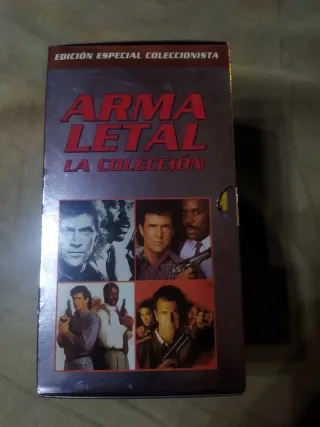 EDICIÓN ESPECIAL COLECCIONISTA
ARMA
LETAL
LA COLECCIÓN